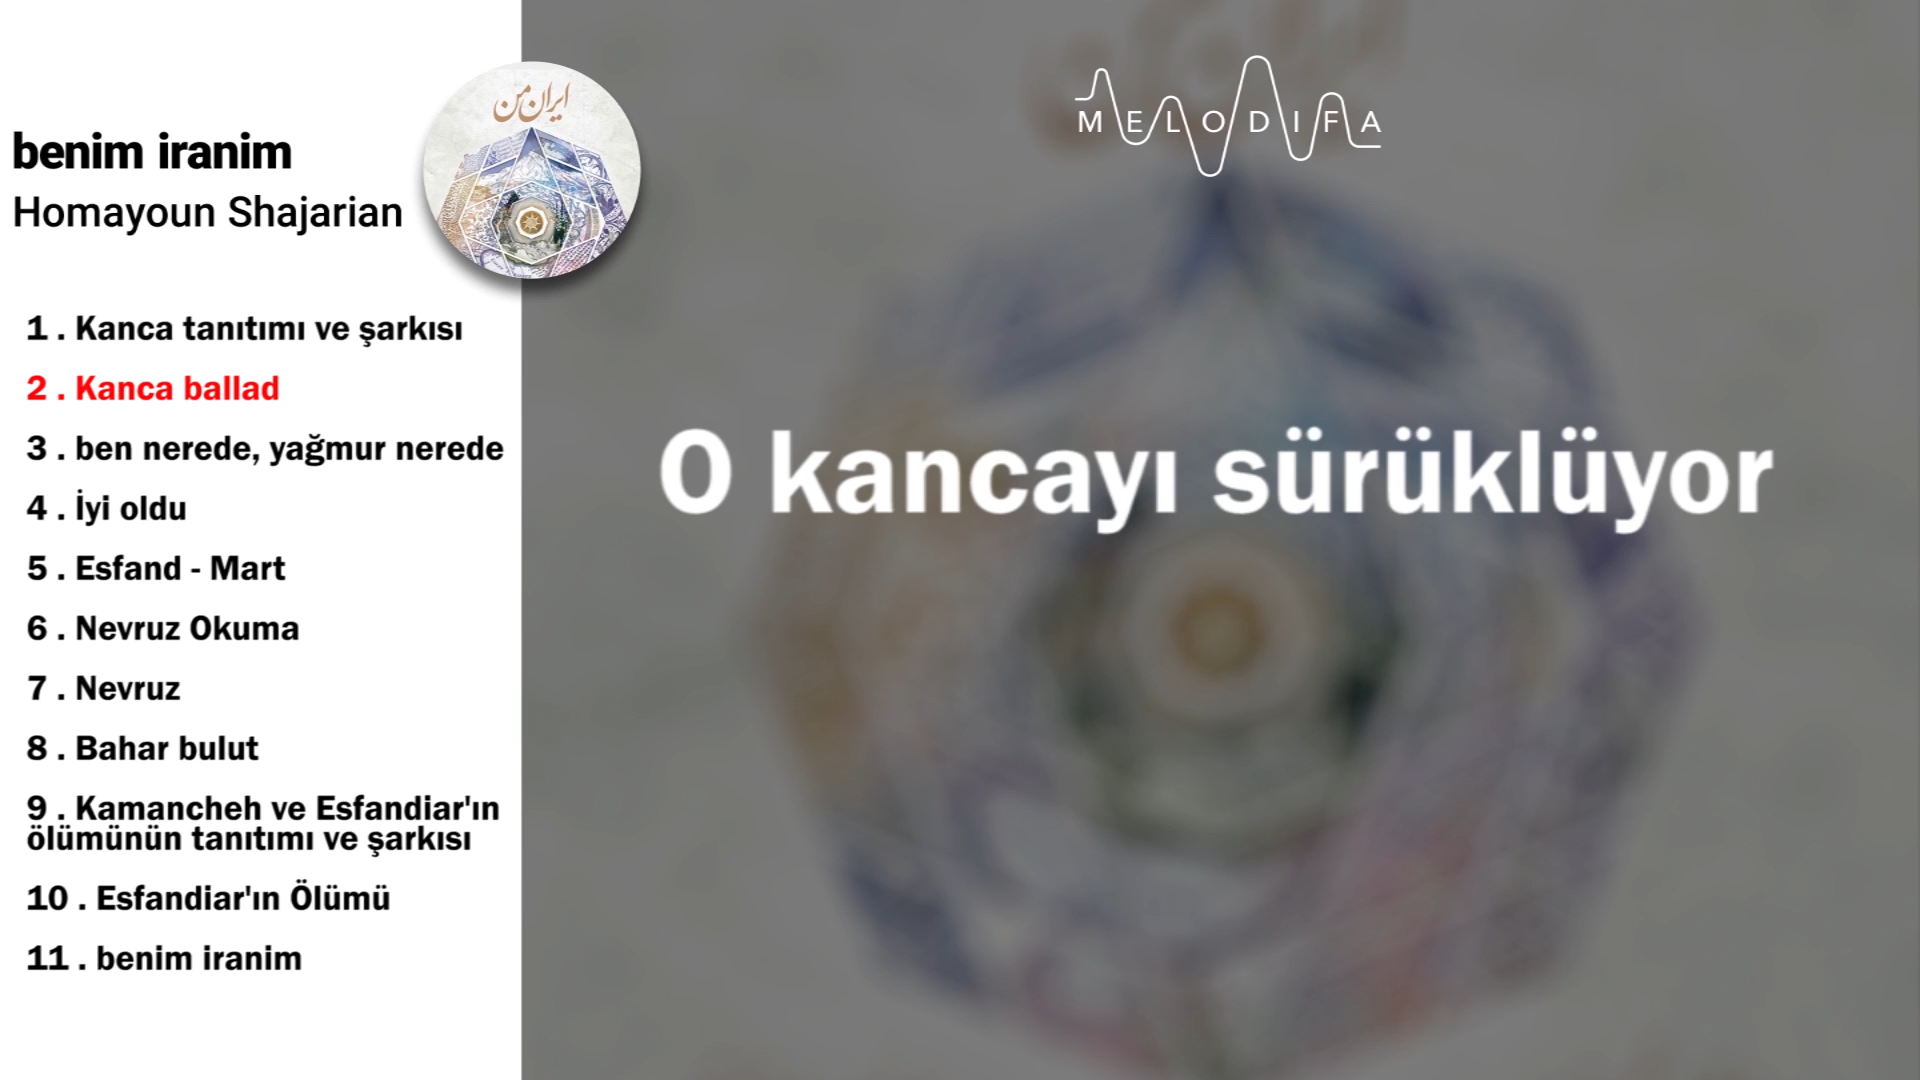 benim iranim
Homayoun Shajarian
ایران من
1 . Kanca tanıtımı ve şarkısı
2 . Kanca ballad
3 . ben nerede, yağmur nerede
4 . İyi oldu
5 . Esfand - Mart
6 . Nevruz Okuma
7 . Nevruz
8 . Bahar bulut
9 . Kamancheh ve Esfandiar'ın
ölümünün tanıtımı ve şarkısı
10 . Esfandiar'ın Ölümü
11 . benim iranim
MELODIFA
O kancayı sürüklüyor